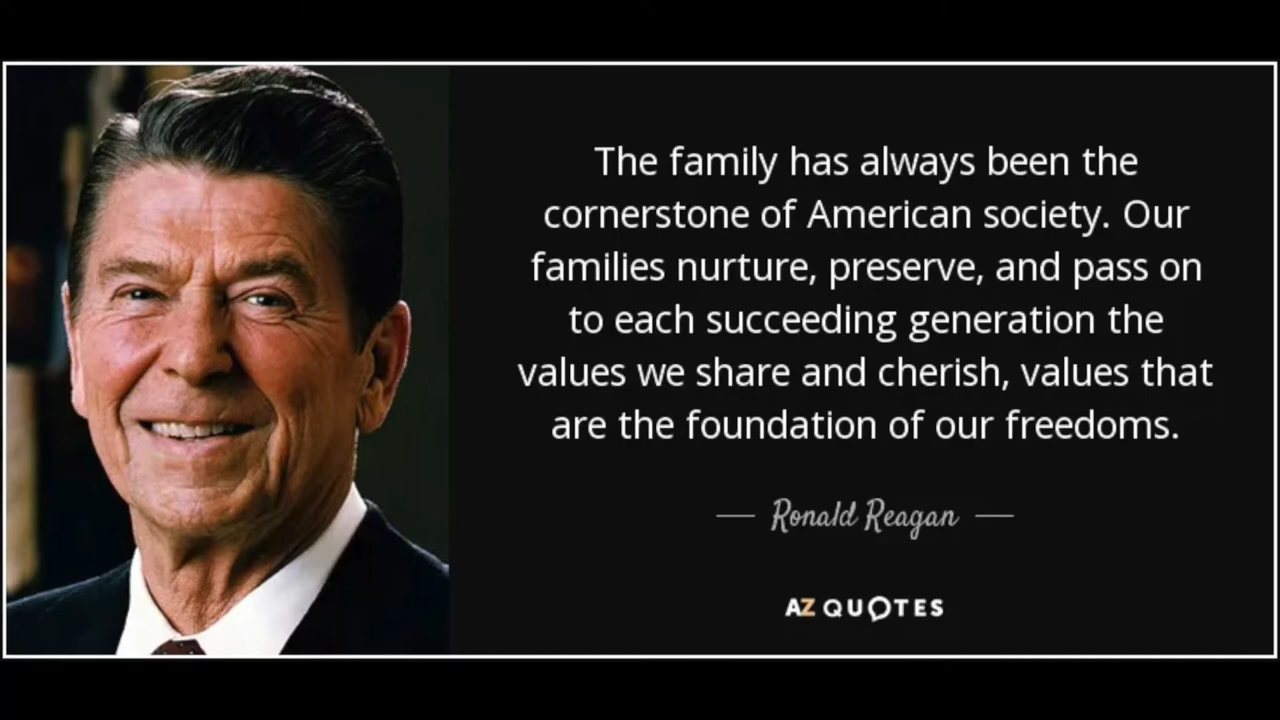 The family has always been the
cornerstone of American society. Our
families nurture, preserve, and pass on
to each succeeding generation the
values we share and cherish, values that
are the foundation of our freedoms.
— Ronald Reagan —
AZ QUOTES